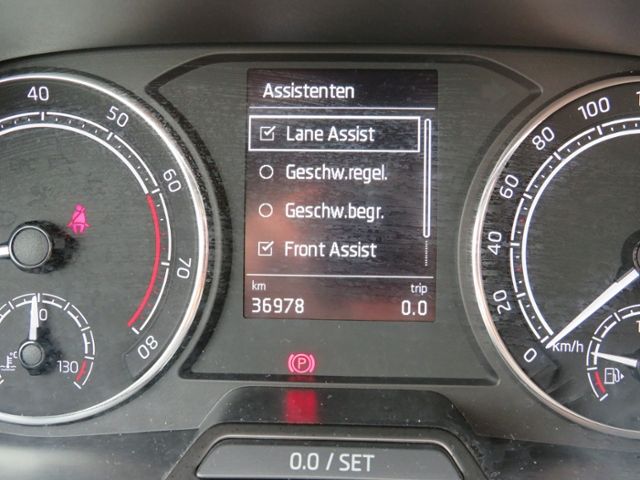 Assistenten
Lane Assist
Geschw.regel.
Geschw.begr.
Front Assist
km trip
36978 0.0
40
50
60
70
80
130
P
0.0 / SET
100
80
60
40
20
0
Km/h